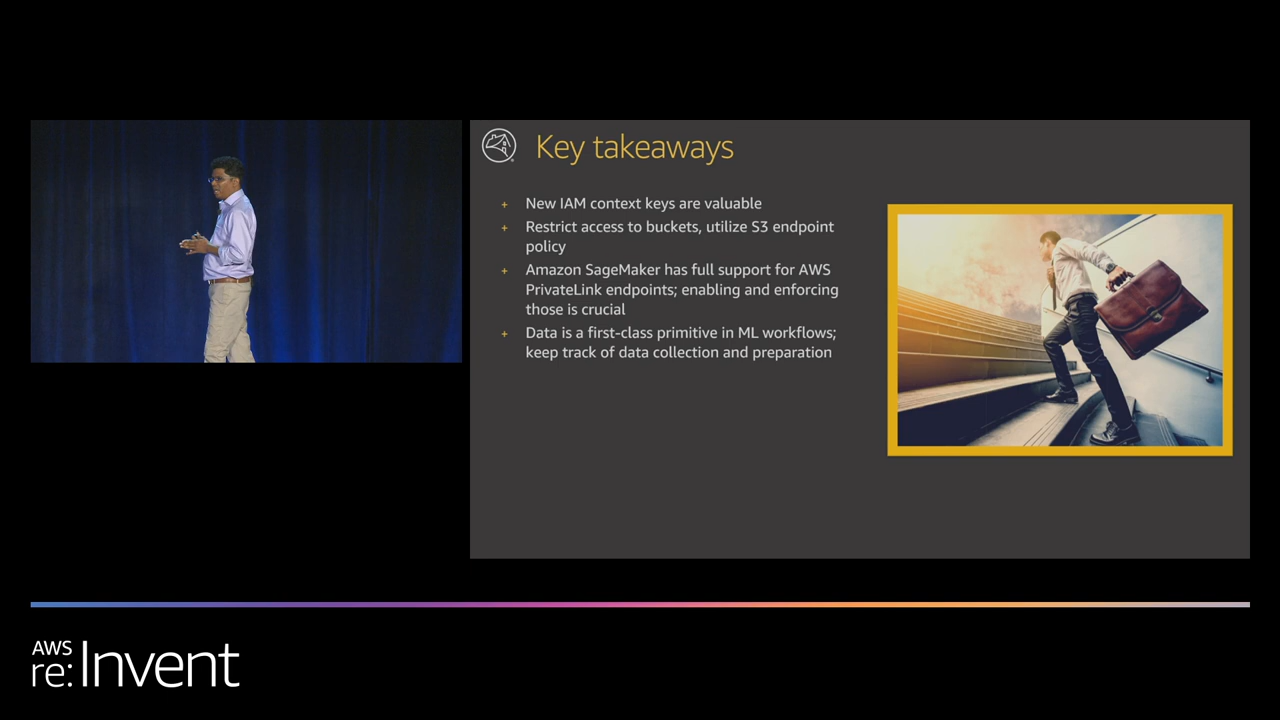 Key takeaways
+ New IAM context keys are valuable
+ Restrict access to buckets, utilize S3 endpoint
policy
+ Amazon SageMaker has full support for AWS
PrivateLink endpoints; enabling and enforcing
those is crucial
+ Data is a first-class primitive in ML workflows;
keep track of data collection and preparation
AWS
re:Invent